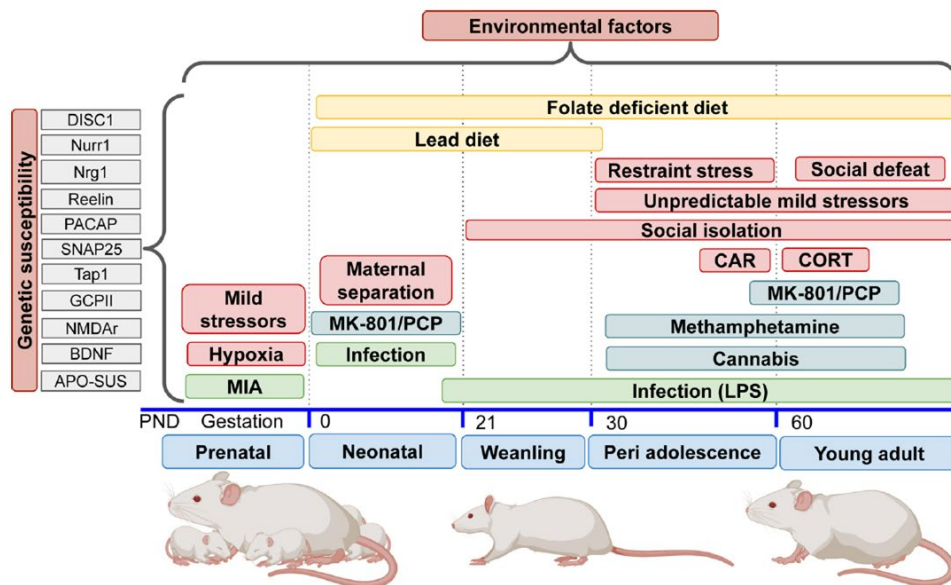 Environmental factors
Genetic susceptibility
DISC1
Nurr1
Nrg1
Reelin
PACAP
SNAP25
Tap1
GCPII
NMDAr
BDNF
APO-SUS
Folate deficient diet
Lead diet
Restraint stress
Social defeat
Unpredictable mild stressors
Social isolation
Maternal
separation
CAR
CORT
Mild
stressors
MK-801/PCP
MK-801/PCP
Methamphetamine
Hypoxia
Infection
Cannabis
MIA
Infection (LPS)
PND Gestation 0 21 30 60
Prenatal
Neonatal
Weanling
Peri adolescence
Young adult